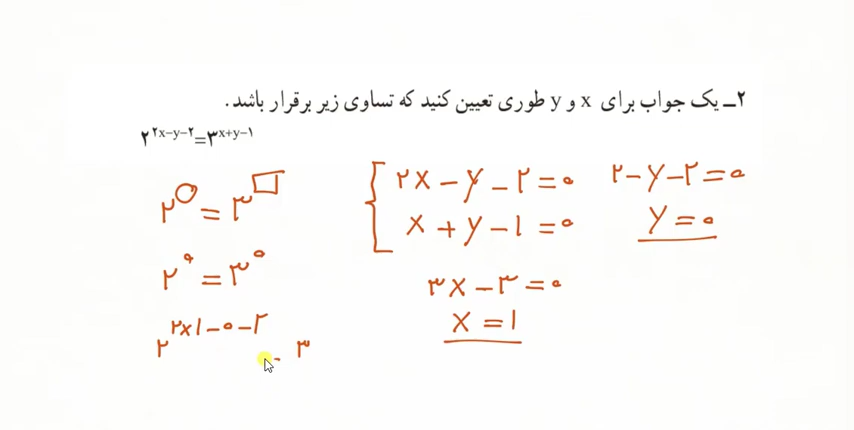 ۲ـ یک جواب برای x و y طوری تعیین کنید که تساوی زیر برقرار باشد.
۲^{۲x−y−۲}=۳^{x+y−۱}
۲^○ = ۳^□
۲^۰ = ۳^۰
۲^{۲×۱−۰−۲} - ۳
۲x − y − ۲ = ۰
x + y − ۱ = ۰
۳x − ۳ = ۰
x = ۱
۲ − y − ۲ = ۰
y = ۰